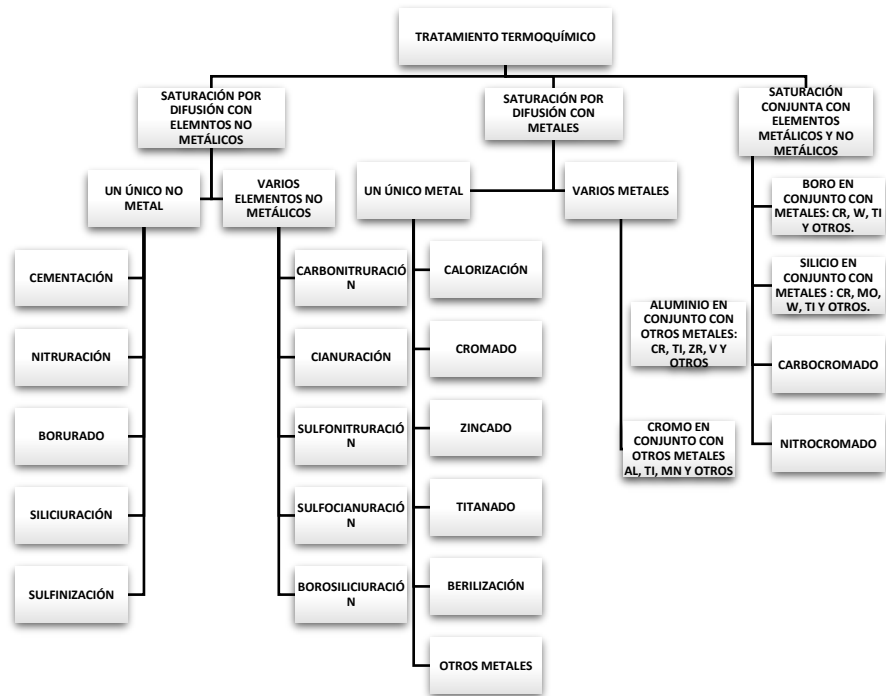 TRATAMIENTO TERMOQUÍMICO
SATURACIÓN POR
DIFUSIÓN CON
ELEMNTOS NO
METÁLICOS
UN ÚNICO NO
METAL
CEMENTACIÓN
NITRURACIÓN
BORURADO
SILICIURACIÓN
SULFINIZACIÓN
VARIOS
ELEMENTOS NO
METÁLICOS
CARBONITRURACIÓ
N
CIANURACIÓN
SULFONITRURACIÓ
N
SULFOCIANURACIÓ
N
BOROSILICIURACIÓ
N
SATURACIÓN POR
DIFUSIÓN CON
METALES
UN ÚNICO METAL
CALORIZACIÓN
CROMADO
ZINCADO
TITANADO
BERILIZACIÓN
OTROS METALES
VARIOS METALES
ALUMINIO EN
CONJUNTO CON
OTROS METALES:
CR, TI, ZR, V Y
OTROS
CROMO EN
CONJUNTO CON
OTROS METALES
AL, TI, MN Y OTROS
SATURACIÓN
CONJUNTA CON
ELEMENTOS
METÁLICOS Y NO
METÁLICOS
BORO EN
CONJUNTO CON
METALES: CR, W, TI
Y OTROS.
SILICIO EN
CONJUNTO CON
METALES : CR, MO,
W, TI Y OTROS.
CARBOCROMADO
NITROCROMADO